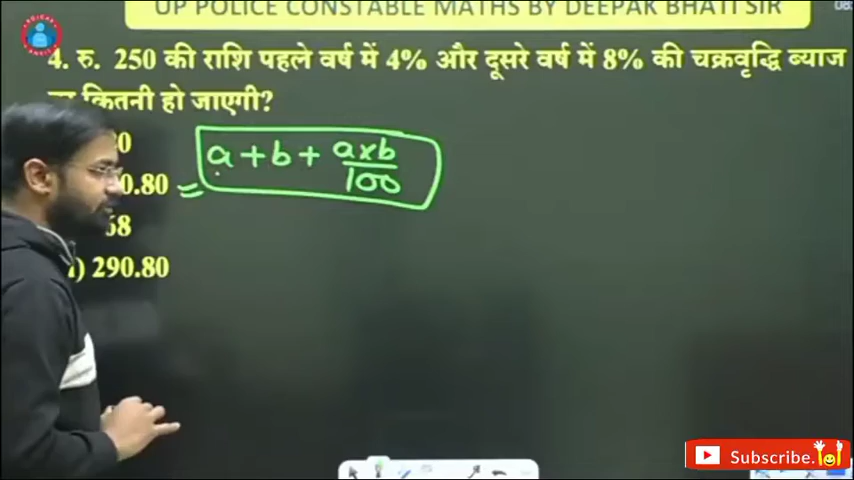 UP POLICE CONSTABLE MATHS BY DEEPAK BHATI SIR
4. रु. 250 की राशि पहले वर्ष में 4% और दूसरे वर्ष में 8% की चक्रवृद्धि ब्याज
कितनी हो जाएगी?
a + b + a×b
100
=
0.80
68
) 290.80
Subscribe